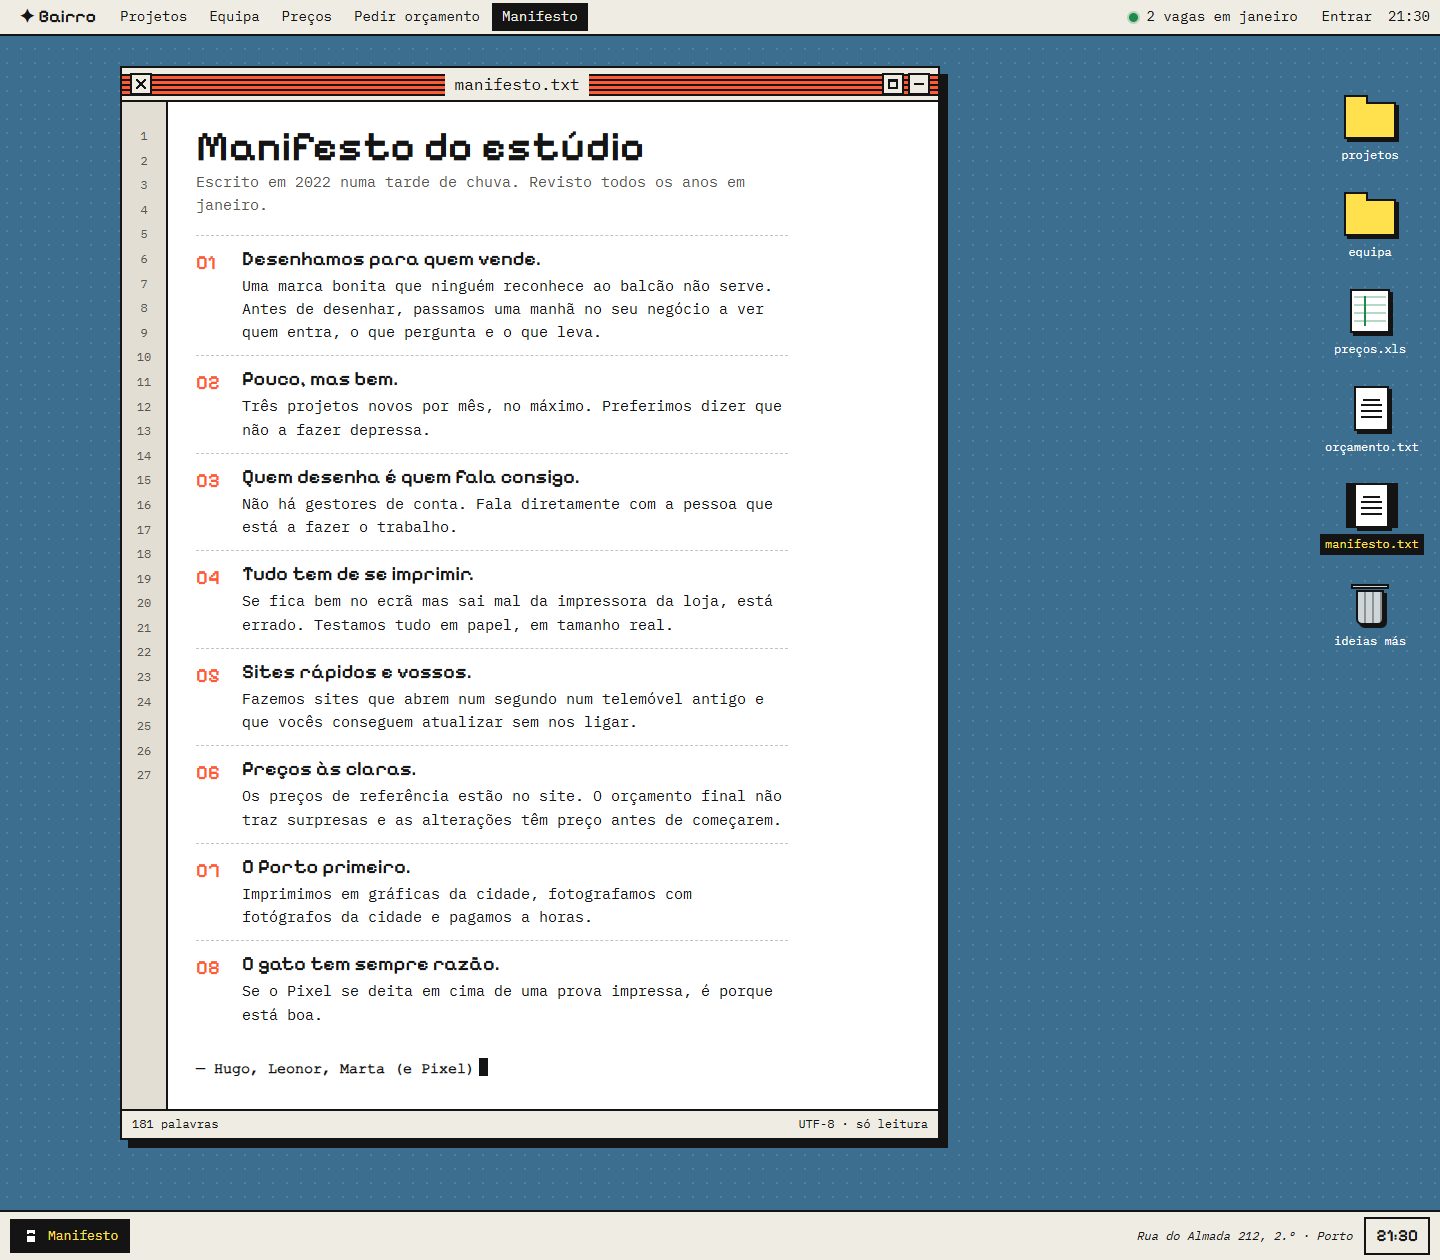 ✦ Bairro Projetos Equipa Preços Pedir orçamento Manifesto 2 vagas em janeiro Entrar 21:30
manifesto.txt
Manifesto do estúdio
Escrito em 2022 numa tarde de chuva. Revisto todos os anos em
janeiro.
01 Desenhamos para quem vende.
Uma marca bonita que ninguém reconhece ao balcão não serve.
Antes de desenhar, passamos uma manhã no seu negócio a ver
quem entra, o que pergunta e o que leva.
02 Pouco, mas bem.
Três projetos novos por mês, no máximo. Preferimos dizer que
não a fazer depressa.
03 Quem desenha é quem fala consigo.
Não há gestores de conta. Fala diretamente com a pessoa que
está a fazer o trabalho.
04 Tudo tem de se imprimir.
Se fica bem no ecrã mas sai mal da impressora da loja, está
errado. Testamos tudo em papel, em tamanho real.
05 Sites rápidos e vossos.
Fazemos sites que abrem num segundo num telemóvel antigo e
que vocês conseguem atualizar sem nos ligar.
06 Preços às claras.
Os preços de referência estão no site. O orçamento final não
traz surpresas e as alterações têm preço antes de começarem.
07 O Porto primeiro.
Imprimimos em gráficas da cidade, fotografamos com
fotógrafos da cidade e pagamos a horas.
08 O gato tem sempre razão.
Se o Pixel se deita em cima de uma prova impressa, é porque
está boa.
— Hugo, Leonor, Marta (e Pixel)
1
2
3
4
5
6
7
8
9
10
11
12
13
14
15
16
17
18
19
20
21
22
23
24
25
26
27
181 palavras UTF-8 · só leitura
projetos
equipa
preços.xls
orçamento.txt
manifesto.txt
ideias más
Manifesto Rua do Almada 212, 2.º · Porto 21:30